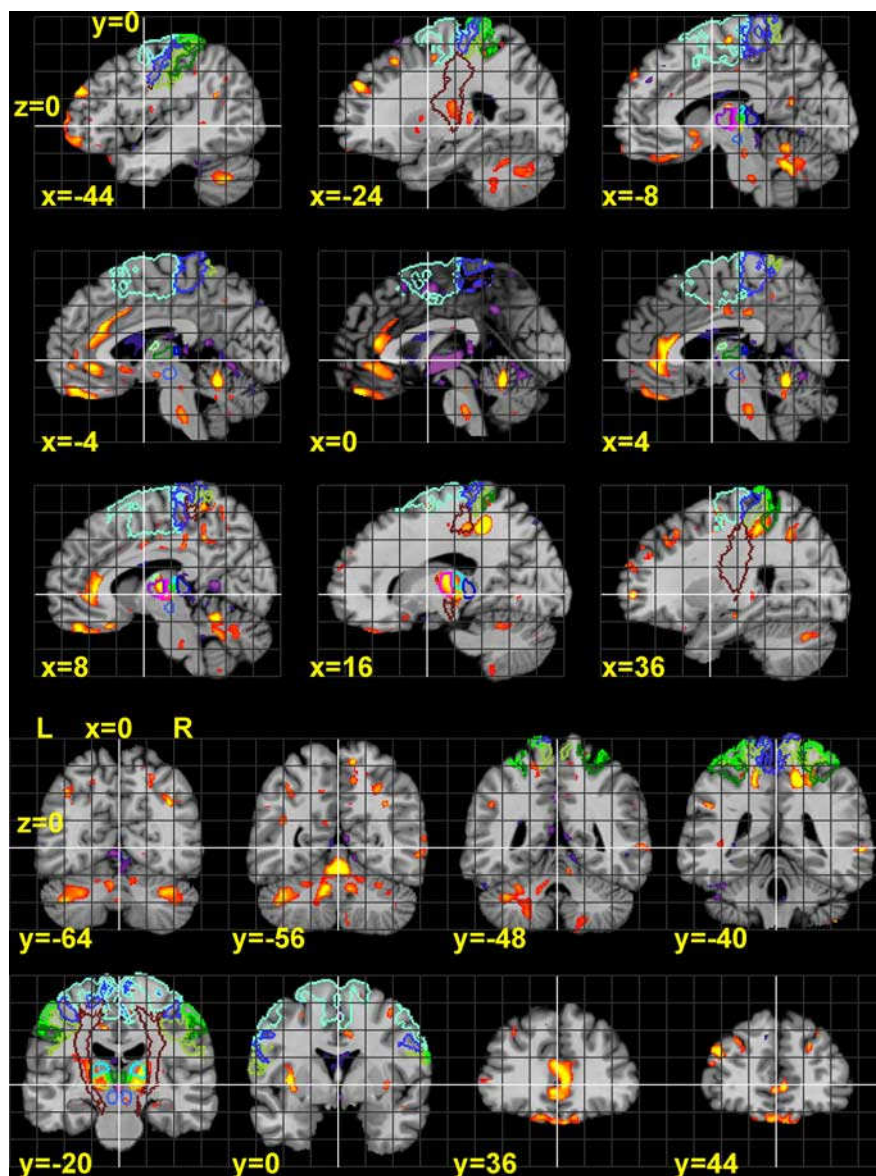 y=0
z=0
x=-44 x=-24 x=-8
x=-4 x=0 x=4
x=8 x=16 x=36
L x=0 R
z=0
y=-64 y=-56 y=-48 y=-40
y=-20 y=0 y=36 y=44